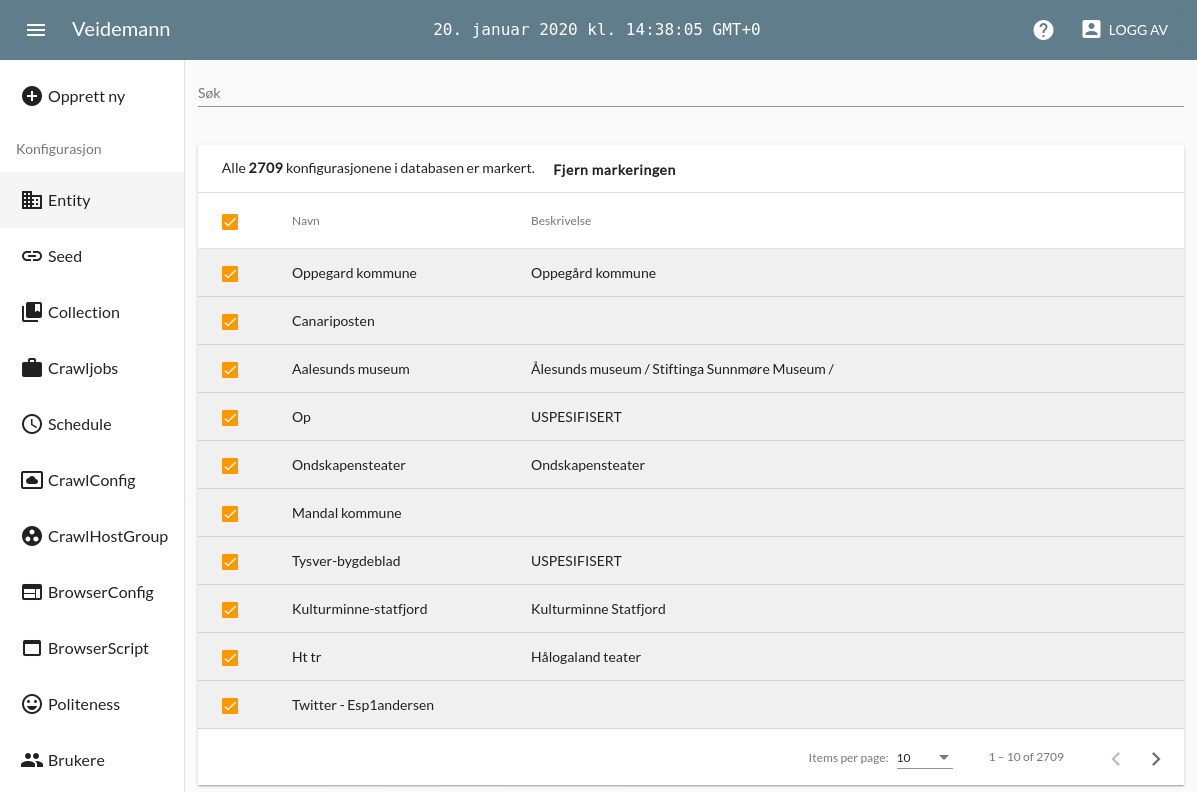 Veidemann
20. januar 2020 kl. 14:38:05 GMT+0
LOGG AV
Opprett ny
Konfigurasjon
Entity
Seed
Collection
Crawljobs
Schedule
CrawlConfig
CrawlHostGroup
BrowserConfig
BrowserScript
Politeness
Brukere
Søk
Alle 2709 konfigurasjonene i databasen er markert. Fjern markeringen
Navn Beskrivelse
Oppegard kommune Oppegård kommune
Canariposten
Aalesunds museum Ålesunds museum / Stiftinga Sunnmøre Museum /
Op USPESIFISERT
Ondskapensteater Ondskapensteater
Mandal kommune
Tysver-bygdeblad USPESIFISERT
Kulturminne-statfjord Kulturminne Statfjord
Ht tr Hålogaland teater
Twitter - Esp1andersen
Items per page: 10 1 – 10 of 2709